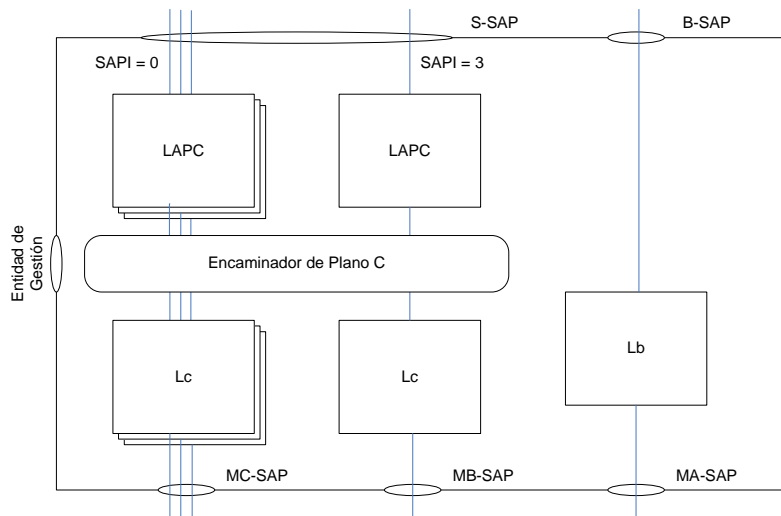 S-SAP
B-SAP
SAPI = 0
SAPI = 3
LAPC
LAPC
Entidad de
Gestión
Encaminador de Plano C
Lc
Lc
Lb
MC-SAP
MB-SAP
MA-SAP